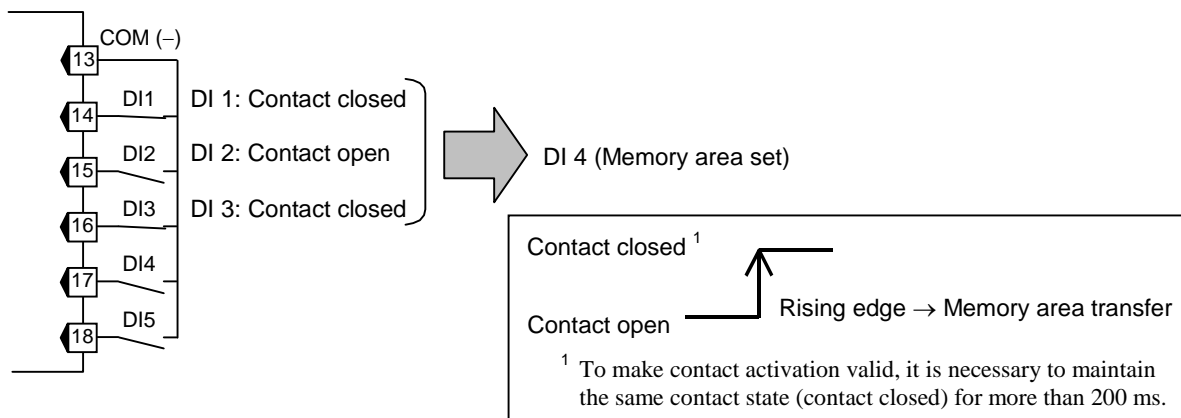 COM (−)
13
14 DI1 DI 1: Contact closed
15 DI2 DI 2: Contact open
16 DI3 DI 3: Contact closed
17 DI4
18 DI5
DI 4 (Memory area set)
Contact closed ¹
Contact open
Rising edge → Memory area transfer
¹ To make contact activation valid, it is necessary to maintain
the same contact state (contact closed) for more than 200 ms.